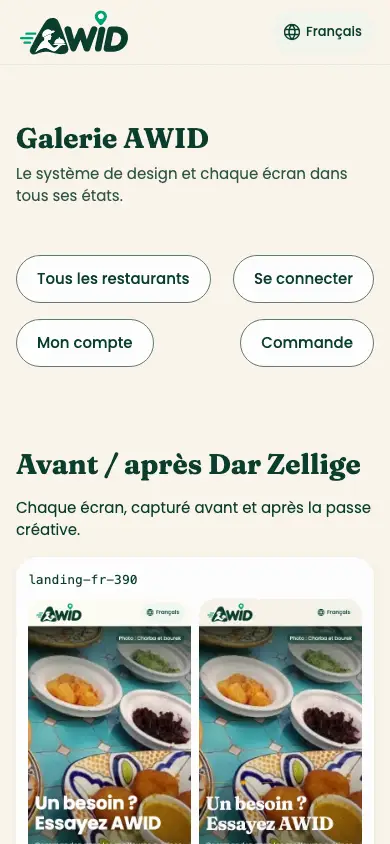 AWID
Français
Galerie AWID
Le système de design et chaque écran dans
tous ses états.
Tous les restaurants
Se connecter
Mon compte
Commande
Avant / après Dar Zellige
Chaque écran, capturé avant et après la passe
créative.
landing-fr-390
AWID
Français
Photo : Chorba et bourek
Un besoin ?
Essayez AWID
AWID
Français
Photo : Chorba et bourek
Un besoin ?
Essayez AWID